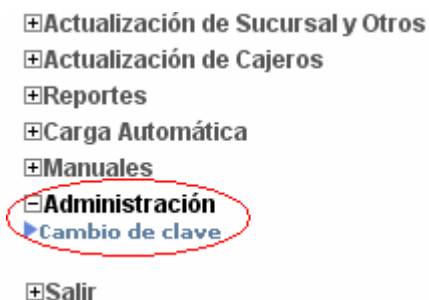 Actualización de Sucursal y Otros
Actualización de Cajeros
Reportes
Carga Automática
Manuales
Administración
Cambio de clave
Salir